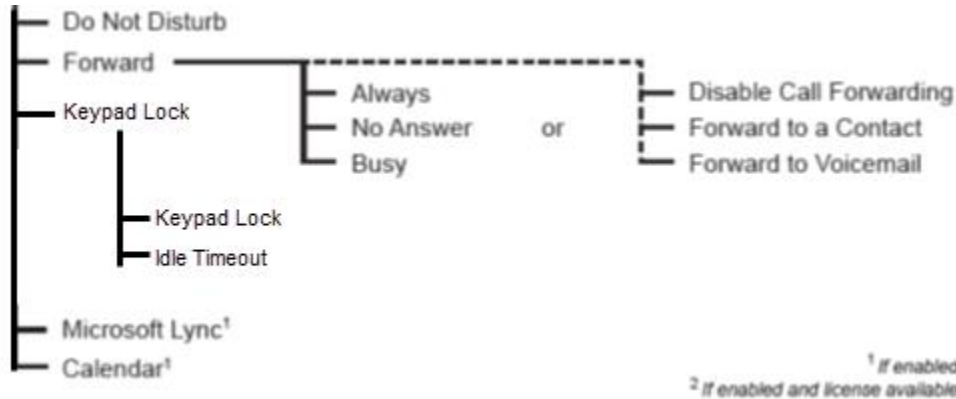 Do Not Disturb
Forward
Always
Disable Call Forwarding
Keypad Lock
No Answer or
Forward to a Contact
Busy
Forward to Voicemail
Keypad Lock
Idle Timeout
Microsoft Lync¹
Calendar¹
¹ If enabled
² If enabled and license available